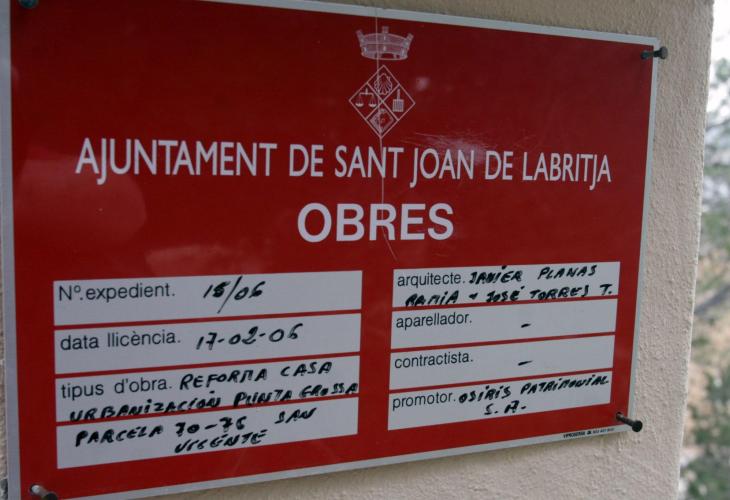 AJUNTAMENT DE SANT JOAN DE LABRITJA
OBRES
Nº.expedient. 15/06
data llicència. 17-02-06
tipus d'obra. REFORMA CASA
URBANIZACION PUNTA GROSSA
PARCELA 70-76 SAN
VICENTE
arquitecte. JAVIER PLANAS
RAMIA + JOSÉ TORRES T.
aparellador. -
contractista. -
promotor. OSIRIS PATRIMONIAL
S.A.